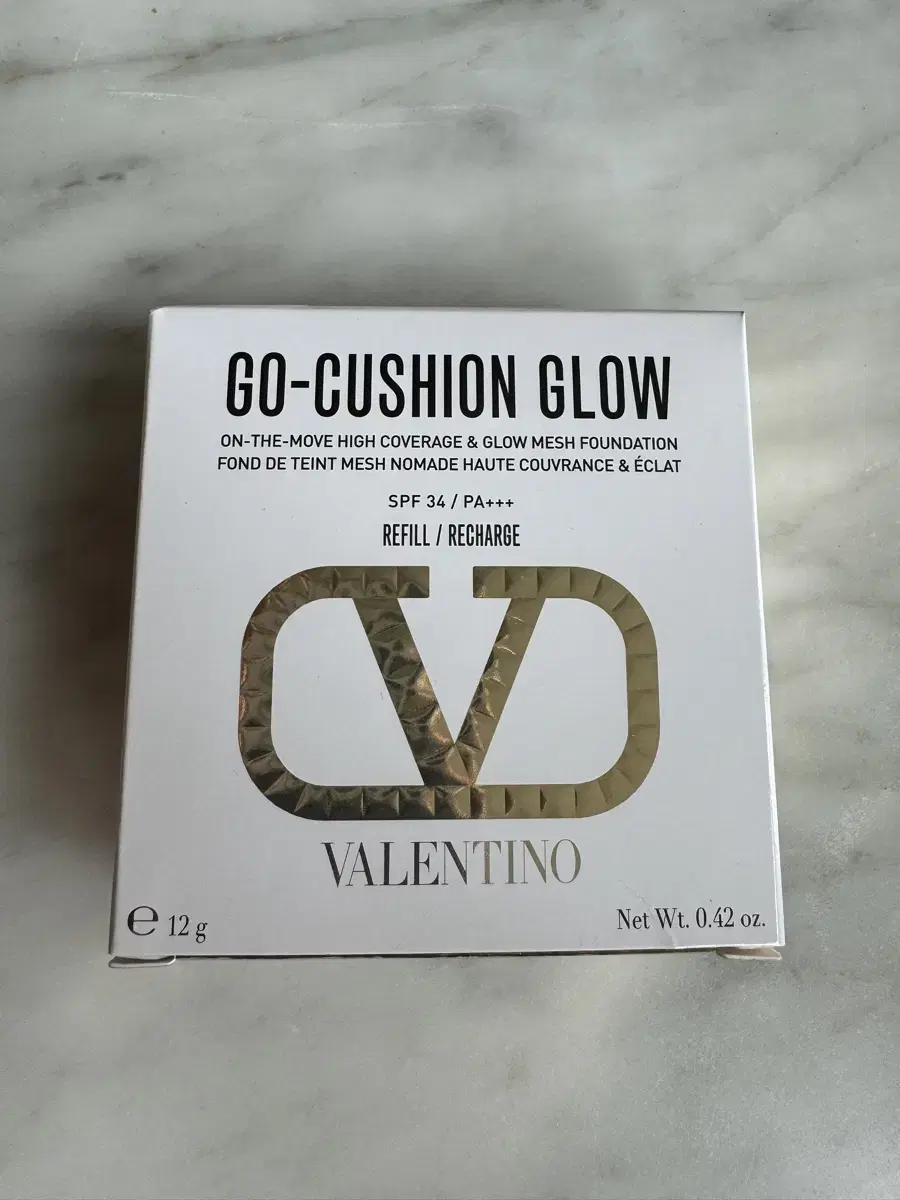 GO-CUSHION GLOW
ON-THE-MOVE HIGH COVERAGE & GLOW MESH FOUNDATION
FOND DE TEINT MESH NOMADE HAUTE COUVRANCE & ÉCLAT
SPF 34 / PA+++
REFILL / RECHARGE
V
VALENTINO
℮ 12 g
Net Wt. 0.42 oz.